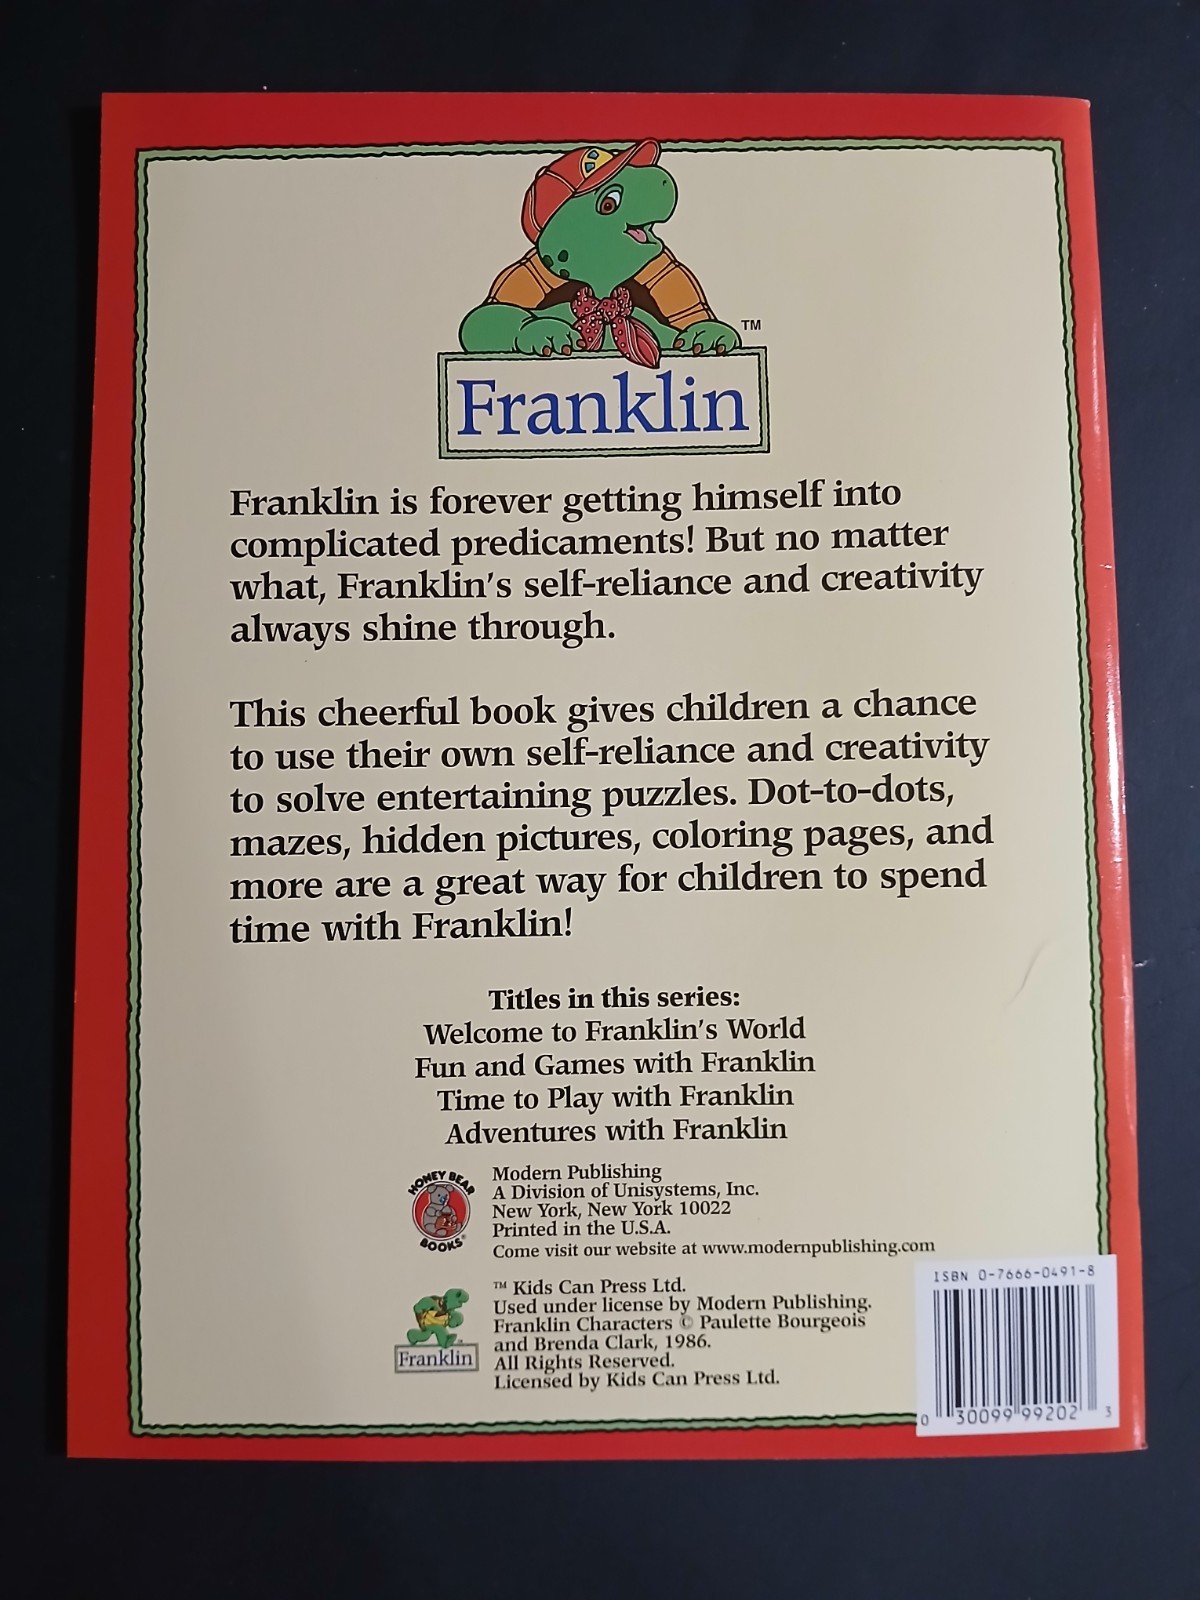 TM
Franklin
Franklin is forever getting himself into
complicated predicaments! But no matter
what, Franklin's self-reliance and creativity
always shine through.
This cheerful book gives children a chance
to use their own self-reliance and creativity
to solve entertaining puzzles. Dot-to-dots,
mazes, hidden pictures, coloring pages, and
more are a great way for children to spend
time with Franklin!
Titles in this series:
Welcome to Franklin's World
Fun and Games with Franklin
Time to Play with Franklin
Adventures with Franklin
HONEY BEAR
BOOKS®
Modern Publishing
A Division of Unisystems, Inc.
New York, New York 10022
Printed in the U.S.A.
Come visit our website at www.modernpublishing.com
Franklin
™ Kids Can Press Ltd.
Used under license by Modern Publishing.
Franklin Characters © Paulette Bourgeois
and Brenda Clark, 1986.
All Rights Reserved.
Licensed by Kids Can Press Ltd.
ISBN 0-7666-0491-8
0 30099 99202 3